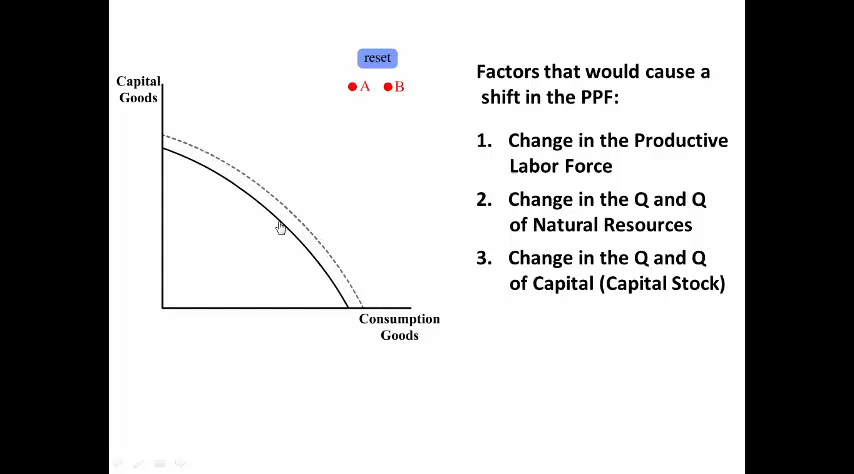 reset
A B
Capital
Goods
Consumption
Goods
Factors that would cause a
shift in the PPF:
1. Change in the Productive
Labor Force
2. Change in the Q and Q
of Natural Resources
3. Change in the Q and Q
of Capital (Capital Stock)